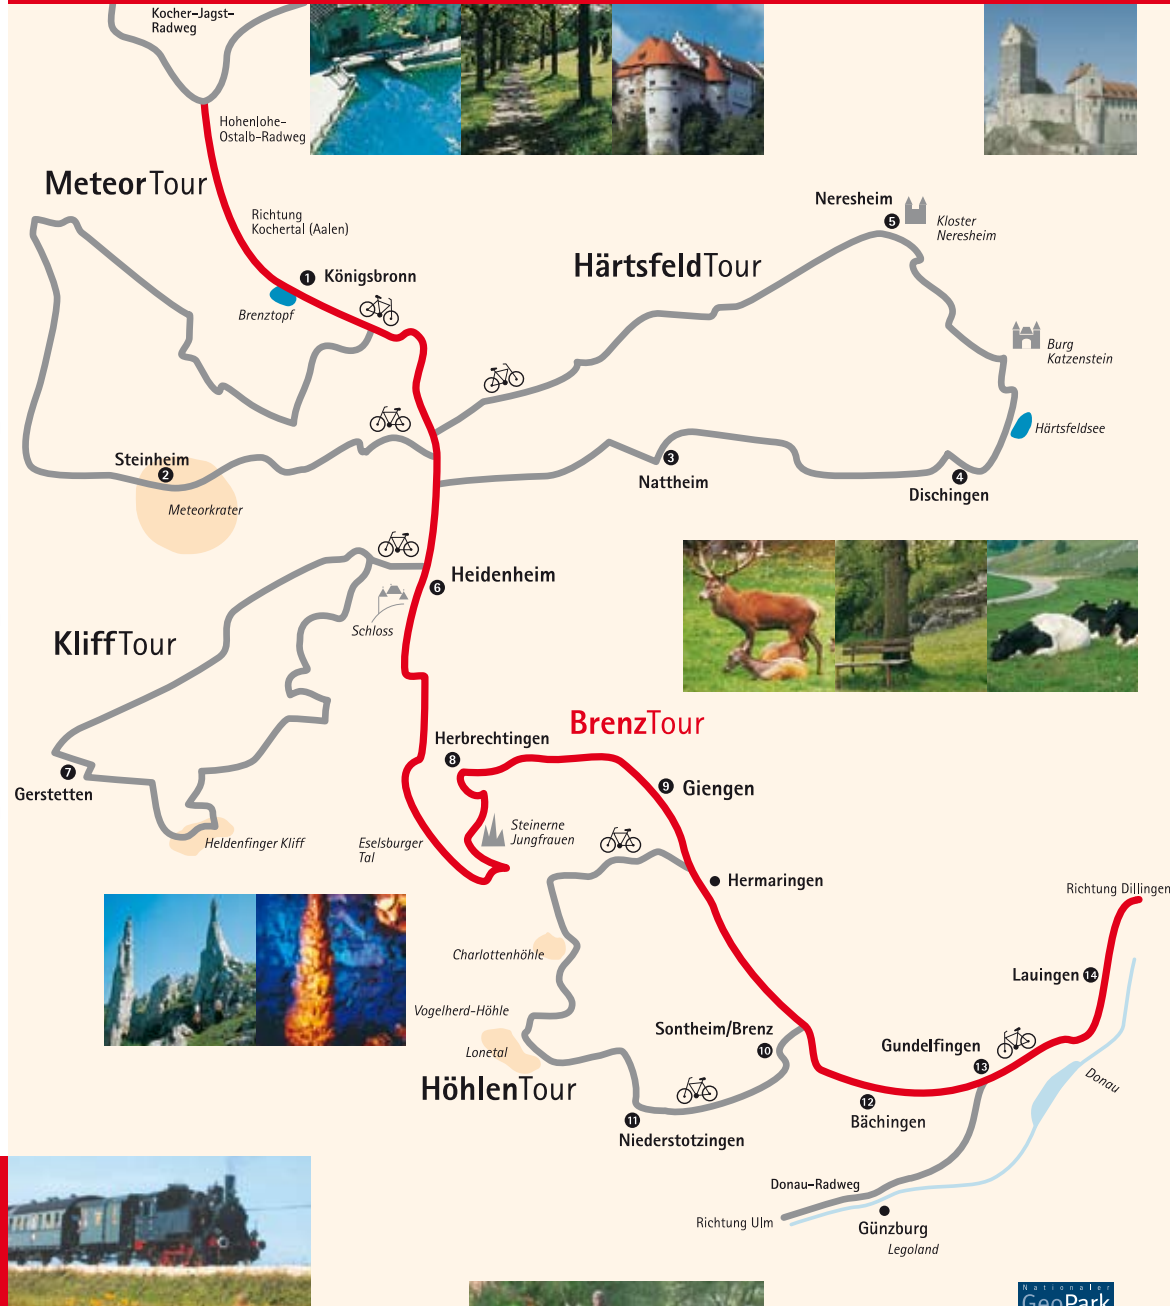 Kocher-Jagst-
Radweg
Hohenlohe-
Ostalb-Radweg
MeteorTour
Richtung
Kochertal (Aalen)
Neresheim
5
Kloster
Neresheim
HärtsfeldTour
1 Königsbronn
Brenztopf
Burg
Katzenstein
Härtsfeldsee
Steinheim
2
Meteorkrater
3
Nattheim
4
Dischingen
Heidenheim
6
Schloss
KliffTour
BrenzTour
Herbrechtingen
8
7
Gerstetten
9 Giengen
Steinerne
Jungfrauen
Heldenfinger Kliff
Eselsburger
Tal
Hermaringen
Richtung Dillingen
Charlottenhöhle
Lauingen 14
Vogelherd-Höhle
Sontheim/Brenz
10
Lonetal
Gundelfingen
13
Donau
HöhlenTour
12
Bächingen
11
Niederstotzingen
Donau-Radweg
Richtung Ulm
Günzburg
Legoland
Nationaler
GeoPark